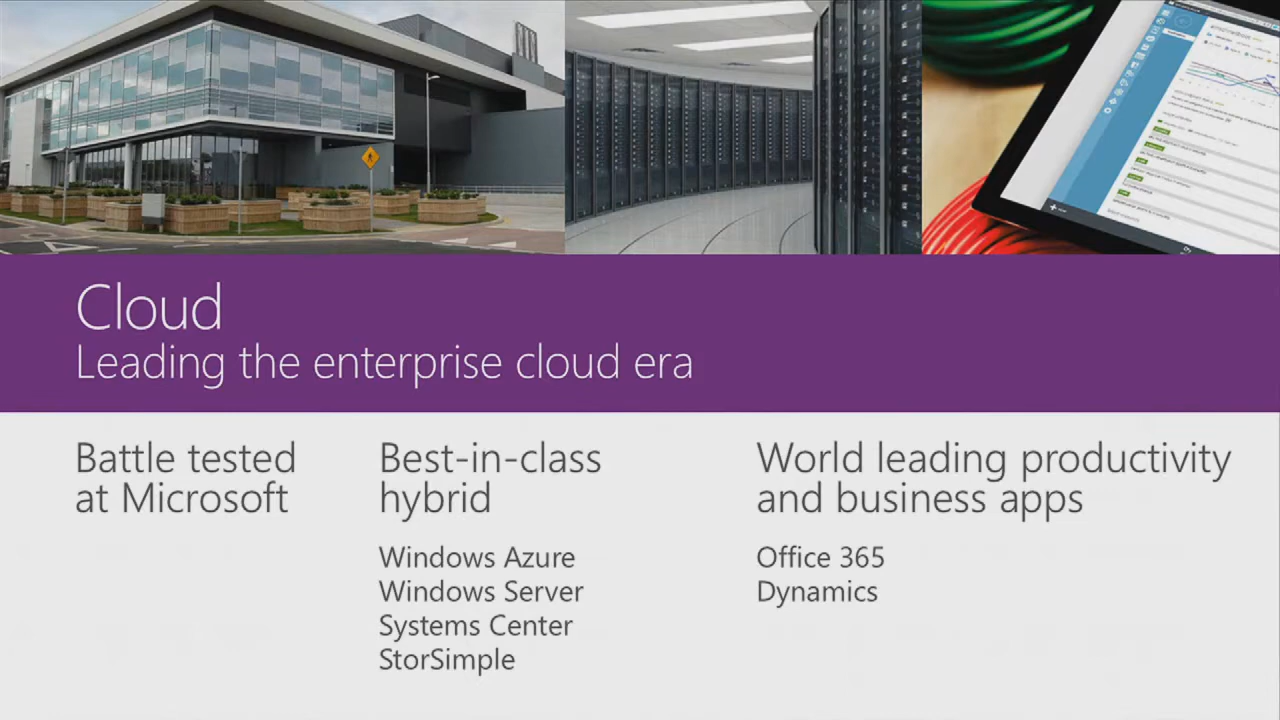 Cloud
Leading the enterprise cloud era
Battle tested
at Microsoft
Best-in-class
hybrid
Windows Azure
Windows Server
Systems Center
StorSimple
World leading productivity
and business apps
Office 365
Dynamics